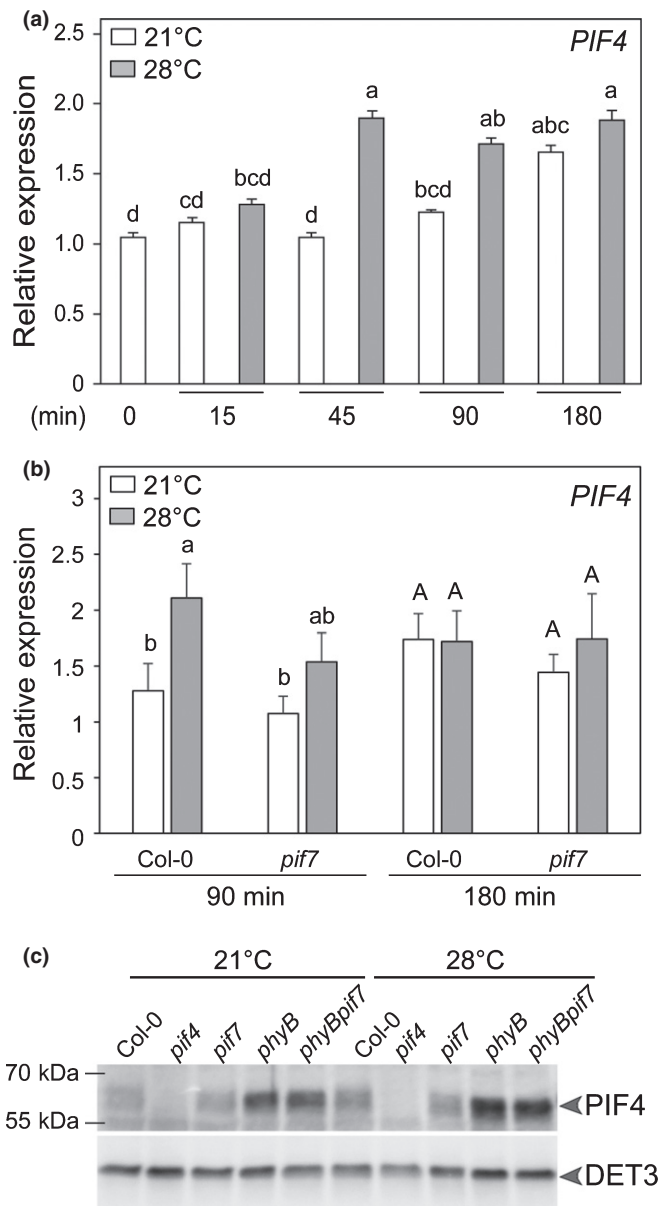 (a)
PIF4
21°C
28°C
Relative expression
2.5
2.0
1.5
1.0
0.5
0
d cd bcd d a bcd ab abc a
(min) 0 15 45 90 180
(b)
PIF4
21°C
28°C
Relative expression
3
2.5
2
1.5
1
0.5
0
b a b ab A A A A
Col-0 pif7 Col-0 pif7
90 min 180 min
(c)
21°C 28°C
Col-0 pif4 pif7 phyB phyBpif7 Col-0 pif4 pif7 phyB phyBpif7
70 kDa
55 kDa
PIF4
DET3